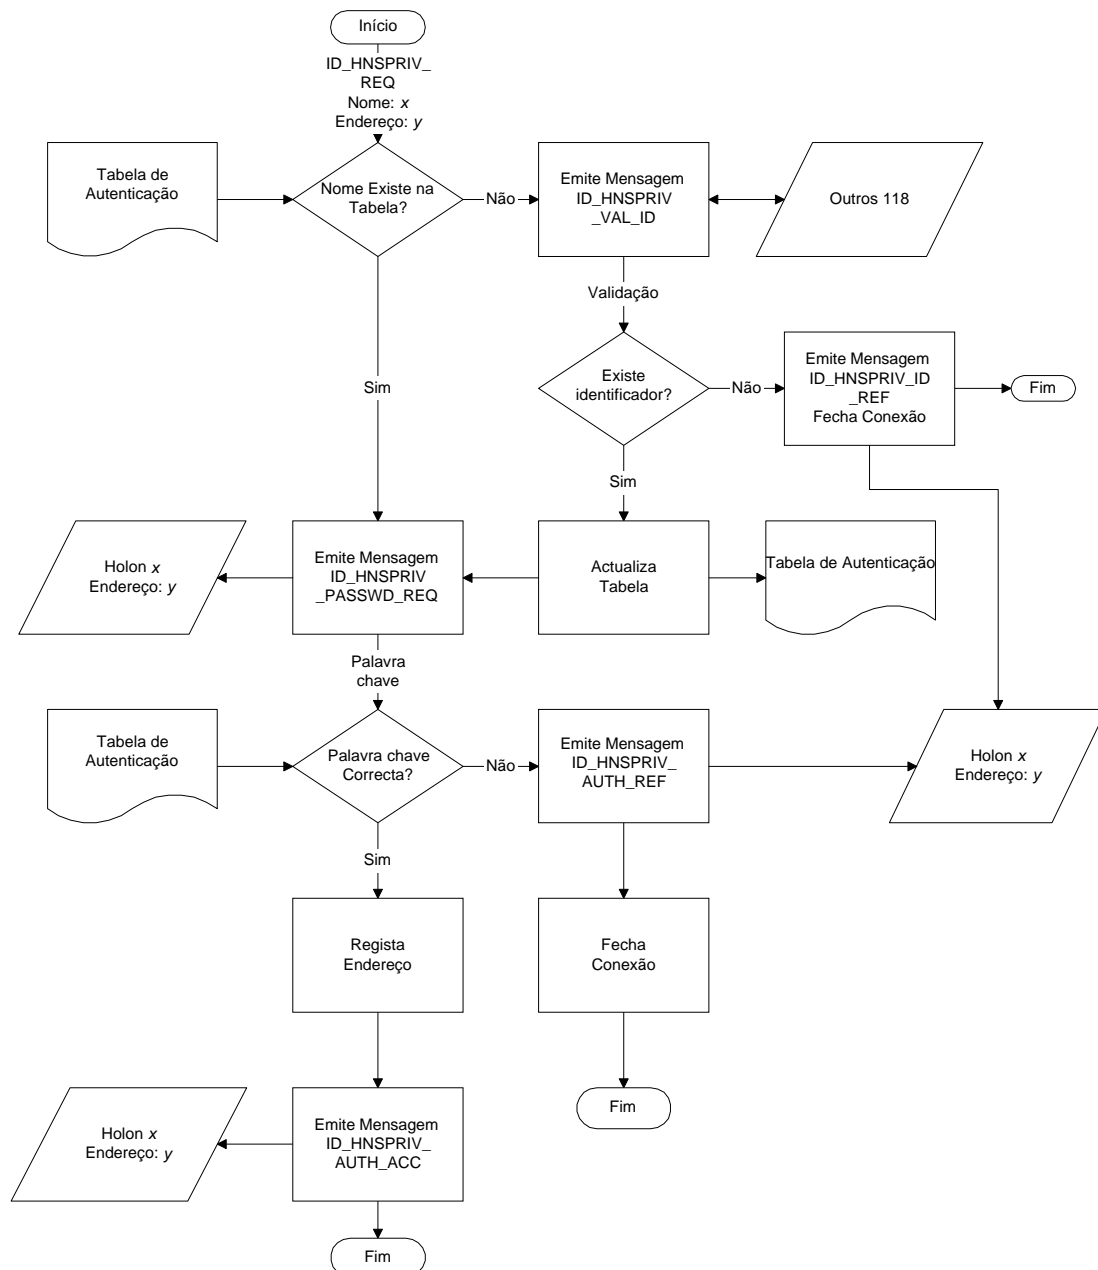 Início
ID_HNSPRIV_
REQ
Nome: x
Endereço: y
Tabela de
Autenticação
Nome Existe na
Tabela?
Não
Emite Mensagem
ID_HNSPRIV
_VAL_ID
Outros 118
Validação
Sim
Existe
identificador?
Não
Emite Mensagem
ID_HNSPRIV_ID
_REF
Fecha Conexão
Fim
Sim
Holon x
Endereço: y
Emite Mensagem
ID_HNSPRIV
_PASSWD_REQ
Actualiza
Tabela
Tabela de Autenticação
Palavra
chave
Tabela de
Autenticação
Palavra chave
Correcta?
Não
Emite Mensagem
ID_HNSPRIV_
AUTH_REF
Holon x
Endereço: y
Sim
Regista
Endereço
Fecha
Conexão
Fim
Holon x
Endereço: y
Emite Mensagem
ID_HNSPRIV_
AUTH_ACC
Fim